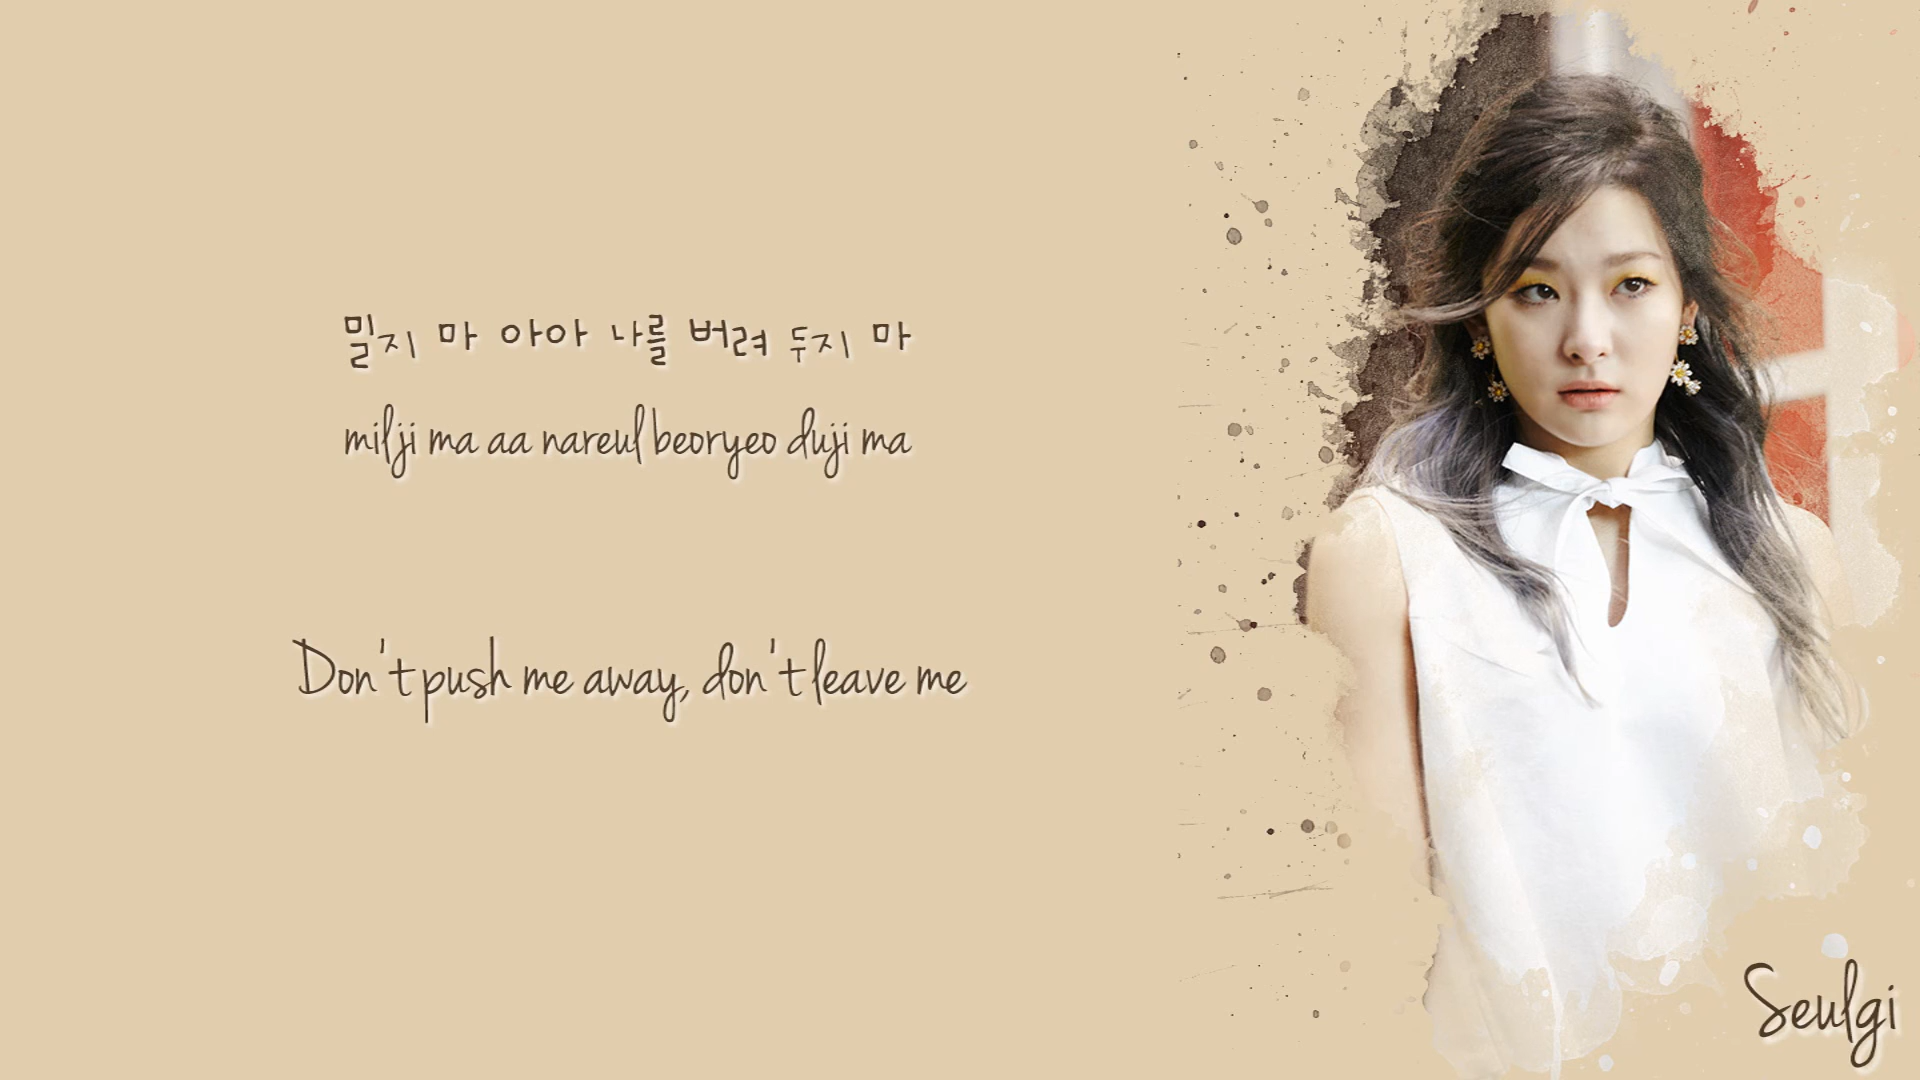 밀지 마 아아 나를 버려 두지 마
milji ma aa nareul beoryeo duji ma
Don't push me away, don't leave me
Seulgi